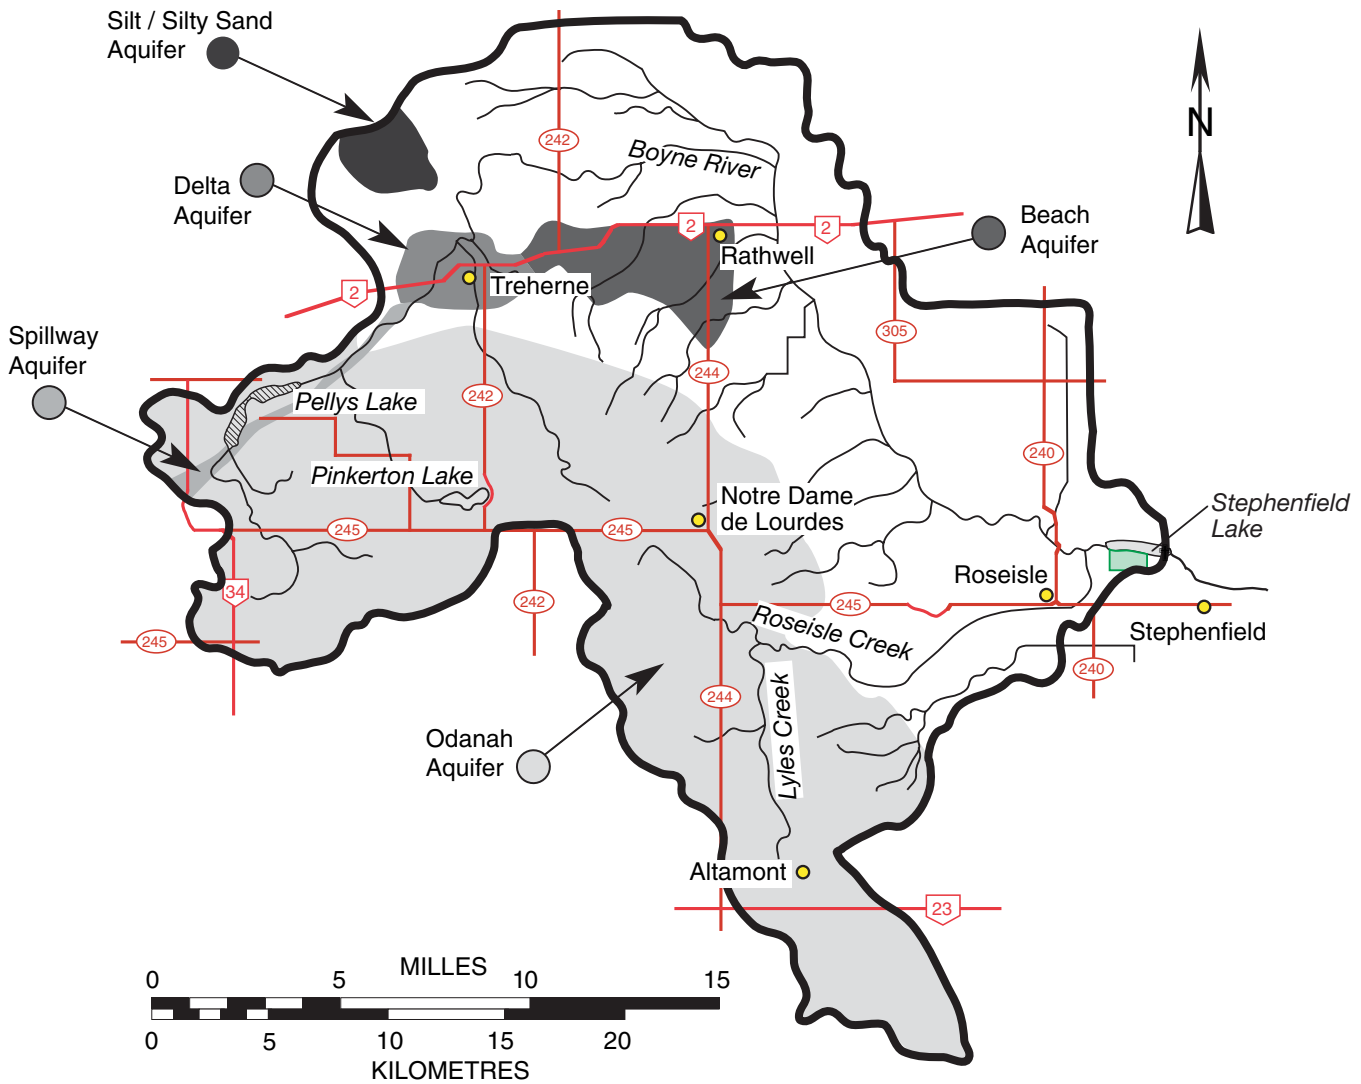 Silt / Silty Sand
Aquifer
N
242
Boyne River
Delta
Aquifer
Beach
Aquifer
2
2
Rathwell
2
Treherne
Spillway
Aquifer
305
244
242
Pellys Lake
240
Pinkerton Lake
Notre Dame
de Lourdes
Stephenfield
Lake
245
245
34
242
Roseisle
245
Roseisle Creek
Stephenfield
245
240
244
Lyles Creek
Odanah
Aquifer
Altamont
23
MILLES
0 5 10 15
0 5 10 15 20
KILOMETRES